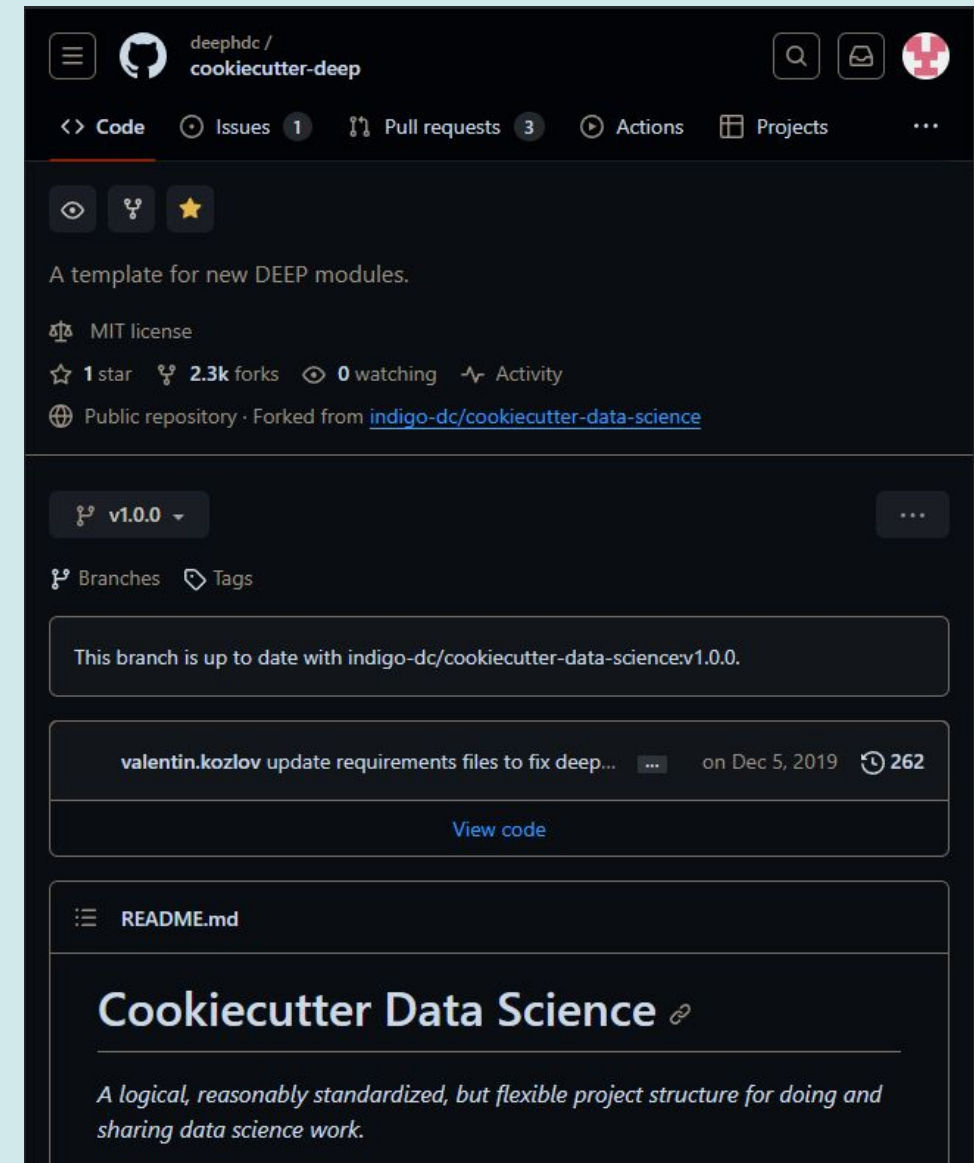 deephdc /
cookiecutter-deep
Code Issues 1 Pull requests 3 Actions Projects ...
A template for new DEEP modules.
MIT license
1 star 2.3k forks 0 watching Activity
Public repository · Forked from indigo-dc/cookiecutter-data-science
v1.0.0 ...
Branches Tags
This branch is up to date with indigo-dc/cookiecutter-data-science:v1.0.0.
valentin.kozlov update requirements files to fix deep... ... on Dec 5, 2019 262
View code
README.md
Cookiecutter Data Science
A logical, reasonably standardized, but flexible project structure for doing and
sharing data science work.